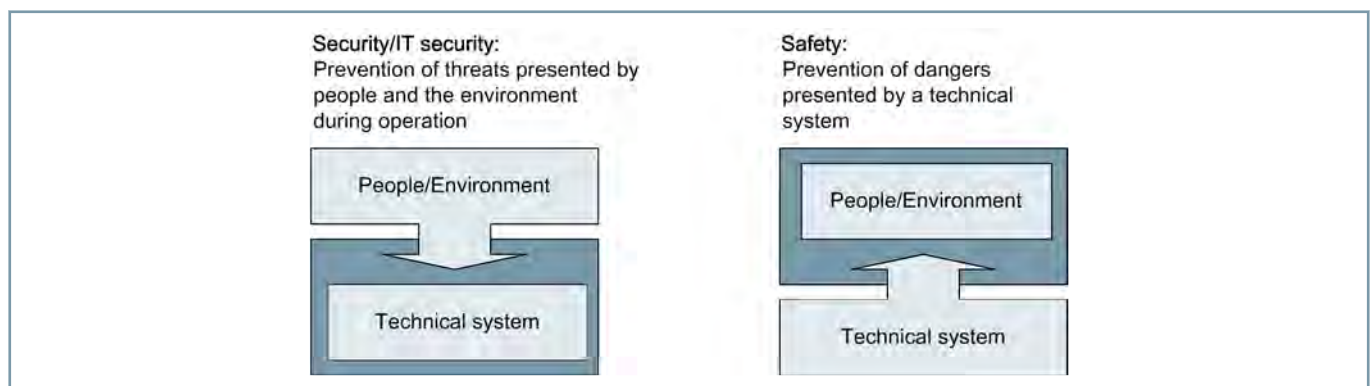 Security/IT security:
Prevention of threats presented by
people and the environment
during operation
People/Environment
Technical system
Safety:
Prevention of dangers
presented by a technical
system
People/Environment
Technical system